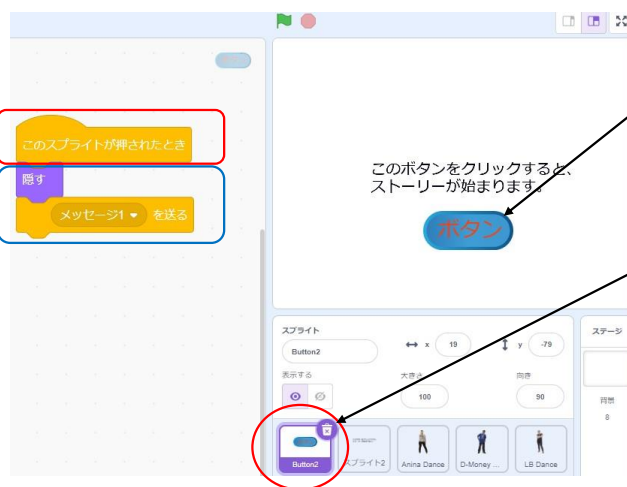 このスプライトが押されたとき
隠す
メッセージ1 を送る
このボタンをクリックすると、
ストーリーが始まります。
ボタン
スプライト
Button2
x 19
y -79
表示する
大きさ 100
向き 90
ステージ
背景
8
Button2
スプライト2
Anina Dance
D-Money ...
LB Dance